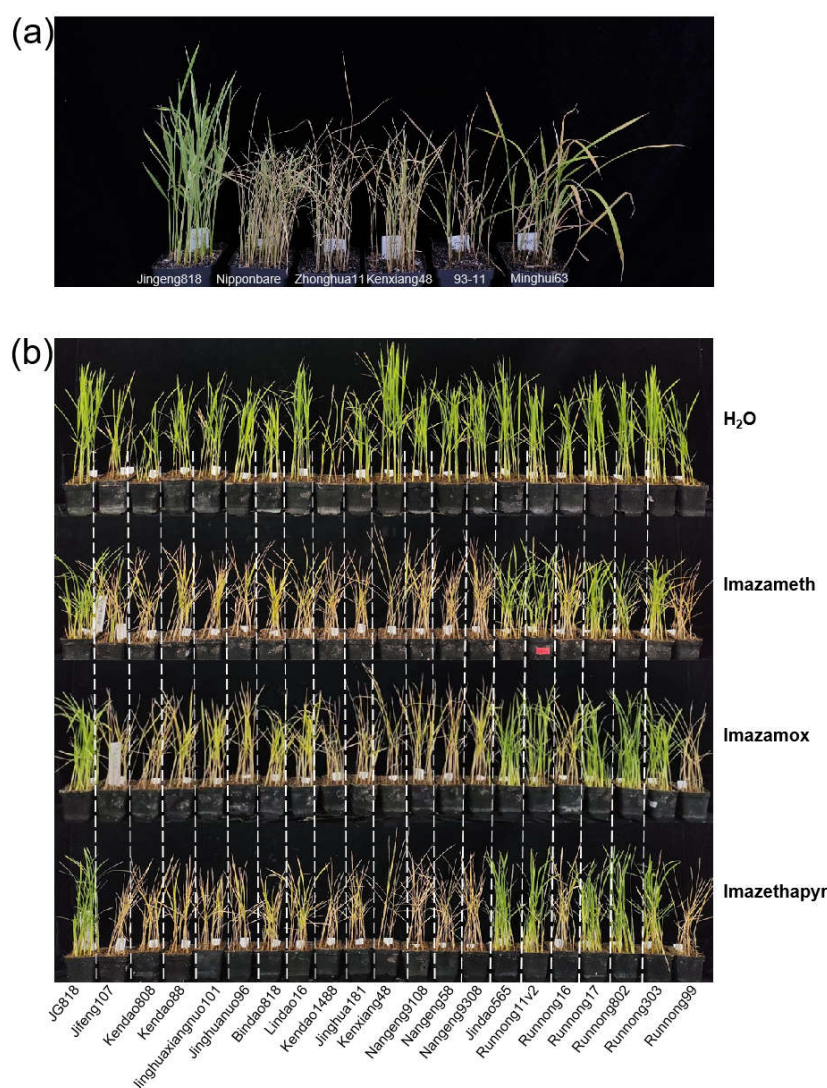 (a)
Jingeng818 Nipponbare Zhonghua11 Kenxiang48 93-11 Minghui63
(b)
H₂O
Imazameth
Imazamox
Imazethapyr
JG818
Jifeng107
Kendao808
Kendao88
Jinghuaxiangnuo101
Jinghuanuo96
Bindao818
Lindao16
Kendao1488
Jinghua181
Kenxiang48
Nangeng9108
Nangeng58
Nangeng9308
Jindao565
Runnong11v2
Runnong16
Runnong17
Runnong802
Runnong303
Runnong99